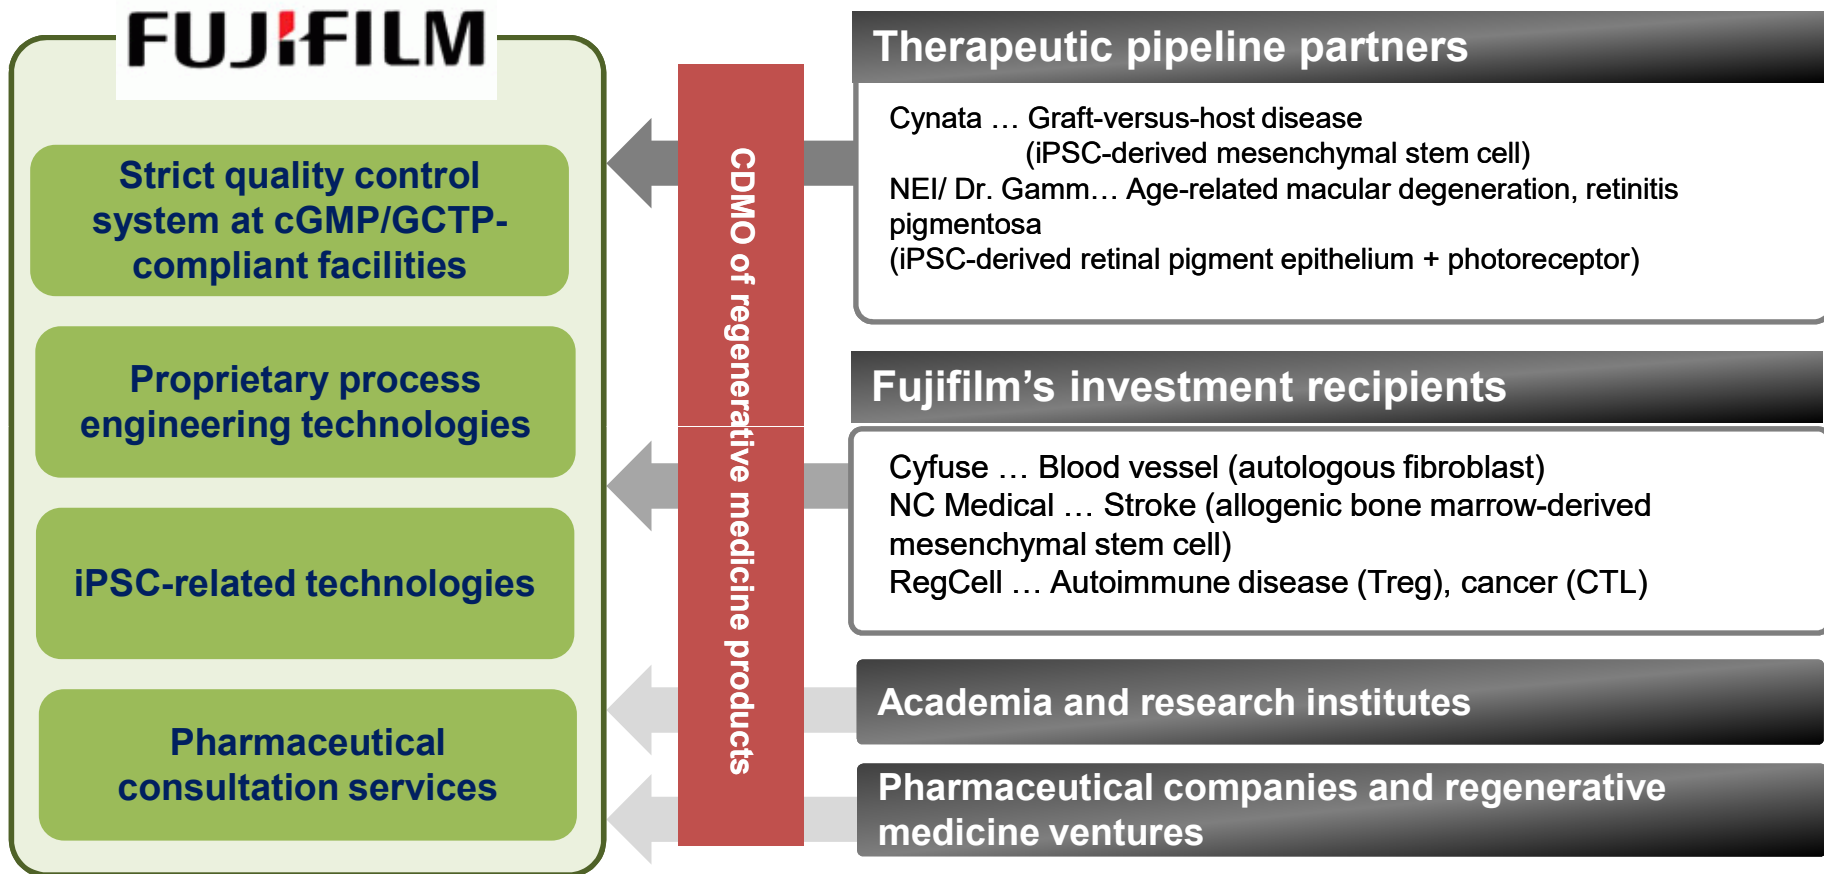 FUJIFILM
Strict quality control
system at cGMP/GCTP-
compliant facilities
Proprietary process
engineering technologies
iPSC-related technologies
Pharmaceutical
consultation services
CDMO of regenerative medicine products
Therapeutic pipeline partners
Cynata … Graft-versus-host disease
(iPSC-derived mesenchymal stem cell)
NEI/ Dr. Gamm… Age-related macular degeneration, retinitis
pigmentosa
(iPSC-derived retinal pigment epithelium + photoreceptor)
Fujifilm’s investment recipients
Cyfuse … Blood vessel (autologous fibroblast)
NC Medical … Stroke (allogenic bone marrow-derived
mesenchymal stem cell)
RegCell … Autoimmune disease (Treg), cancer (CTL)
Academia and research institutes
Pharmaceutical companies and regenerative
medicine ventures